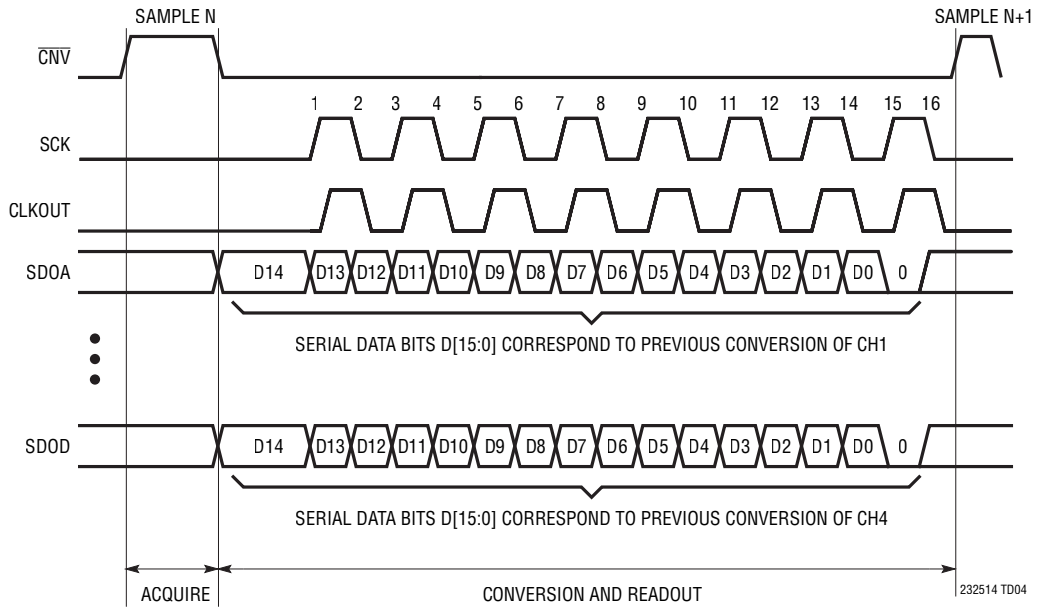 SAMPLE N SAMPLE N+1
CNV
1 2 3 4 5 6 7 8 9 10 11 12 13 14 15 16
SCK
CLKOUT
SDOA D14 D13 D12 D11 D10 D9 D8 D7 D6 D5 D4 D3 D2 D1 D0 0
SERIAL DATA BITS D[15:0] CORRESPOND TO PREVIOUS CONVERSION OF CH1
SDOD D14 D13 D12 D11 D10 D9 D8 D7 D6 D5 D4 D3 D2 D1 D0 0
SERIAL DATA BITS D[15:0] CORRESPOND TO PREVIOUS CONVERSION OF CH4
ACQUIRE CONVERSION AND READOUT 232514 TD04